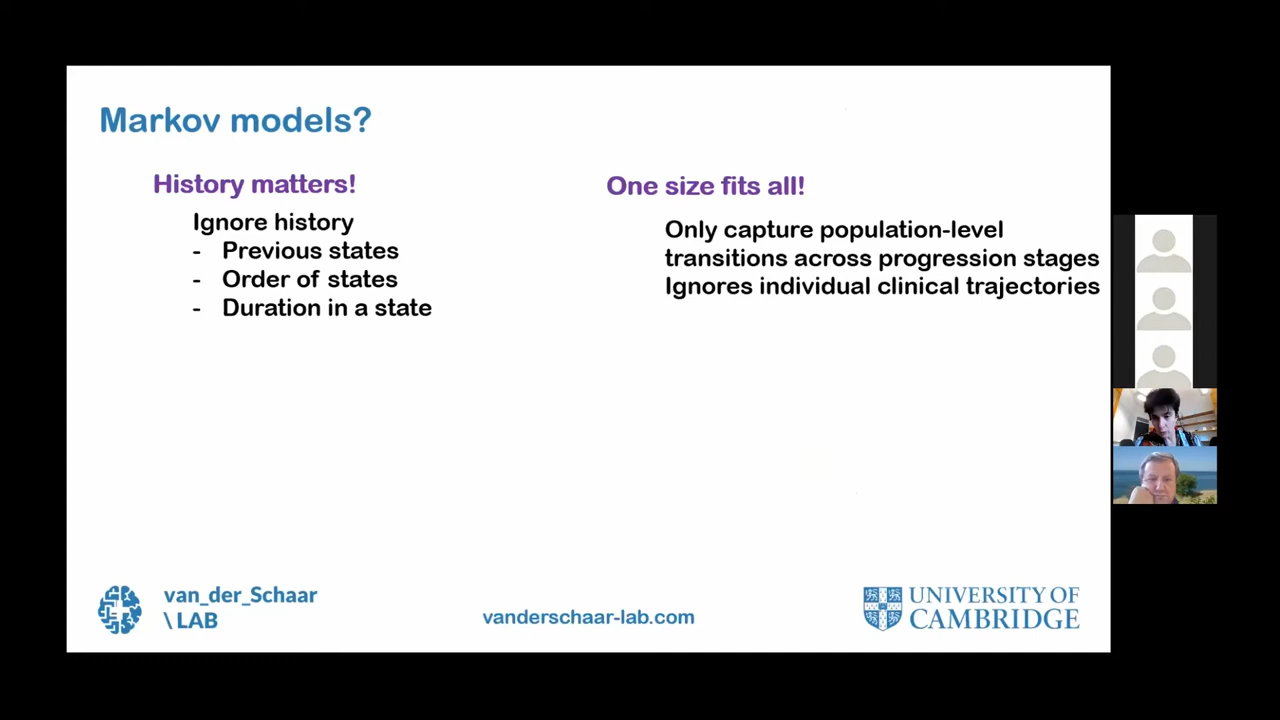 Markov models?
History matters!
Ignore history
- Previous states
- Order of states
- Duration in a state
One size fits all!
Only capture population-level
transitions across progression stages
Ignores individual clinical trajectories
van_der_Schaar
\ LAB
vanderschaar-lab.com
UNIVERSITY OF
CAMBRIDGE